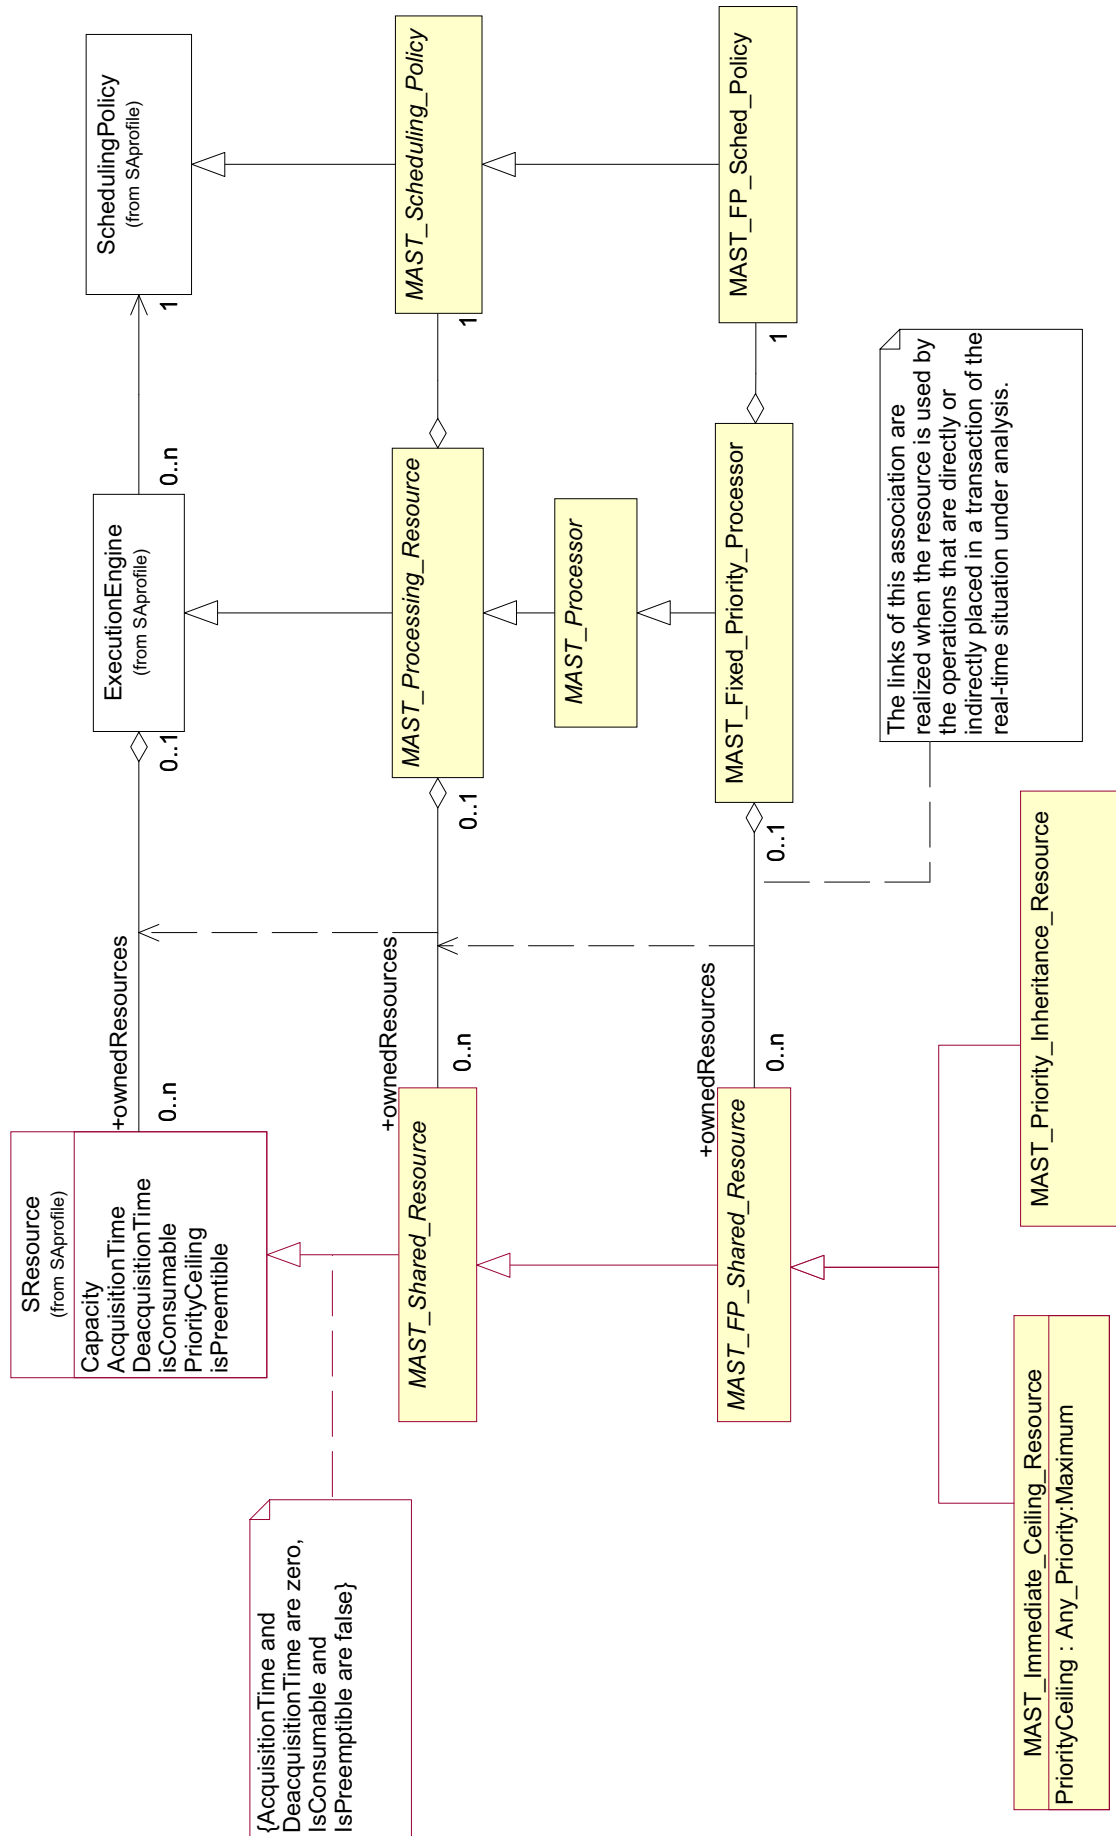 SResource
(from SAprofile)
Capacity
AcquisitionTime
DeacquisitionTime
isConsumable
PriorityCeiling
isPreemtible
+ownedResources
0..n
0..1
ExecutionEngine
(from SAprofile)
0..n
1
SchedulingPolicy
(from SAprofile)
{AcquisitionTime and
DeacquisitionTime are zero,
IsConsumable and
IsPreemptible are false}
MAST_Shared_Resource
+ownedResources
0..n
0..1
MAST_Processing_Resource
1
MAST_Scheduling_Policy
MAST_Processor
MAST_FP_Shared_Resource
+ownedResources
0..n
0..1
MAST_Fixed_Priority_Processor
1
MAST_FP_Sched_Policy
The links of this association are
realized when the resource is used by
the operations that are directly or
indirectly placed in a transaction of the
real-time situation under analysis.
MAST_Immediate_Ceiling_Resource
PriorityCeiling : Any_Priority:Maximum
MAST_Priority_Inheritance_Resource